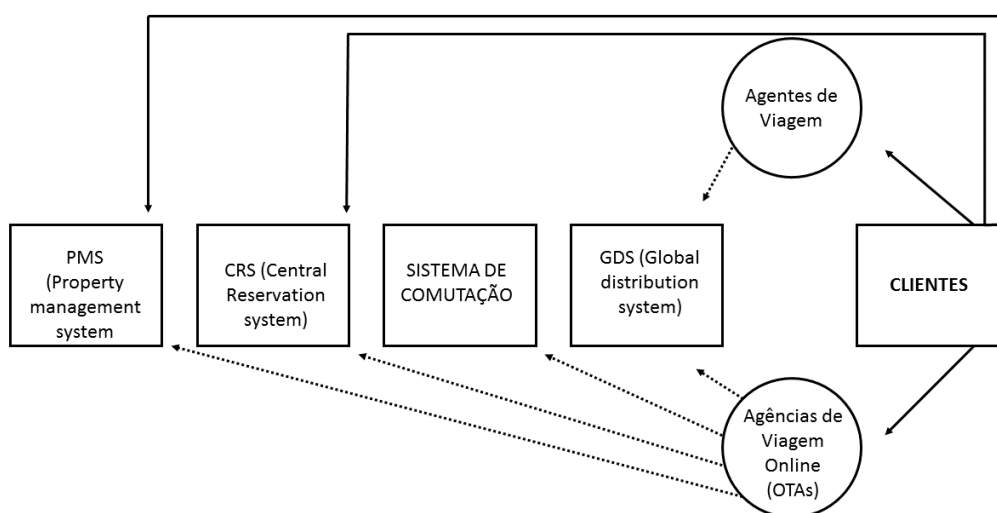 Agentes de
Viagem
PMS
(Property
management
system
CRS (Central
Reservation
system)
SISTEMA DE
COMUTAÇÃO
GDS (Global
distribution
system)
CLIENTES
Agências de
Viagem
Online
(OTAs)